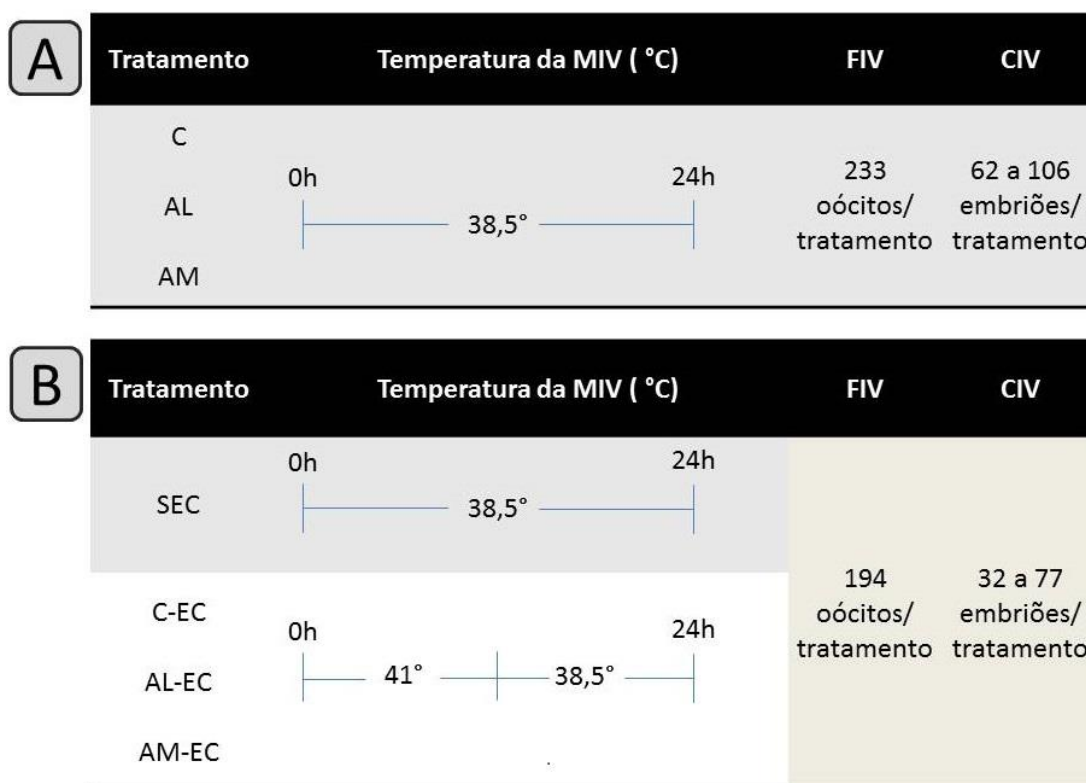 A
Tratamento Temperatura da MIV ( °C) FIV CIV
C
0h 24h
AL
38,5°
AM
233
oócitos/
tratamento
62 a 106
embriões/
tratamento
B
Tratamento Temperatura da MIV ( °C) FIV CIV
0h 24h
SEC
38,5°
C-EC
0h 24h
AL-EC
41° 38,5°
AM-EC
194
oócitos/
tratamento
32 a 77
embriões/
tratamento